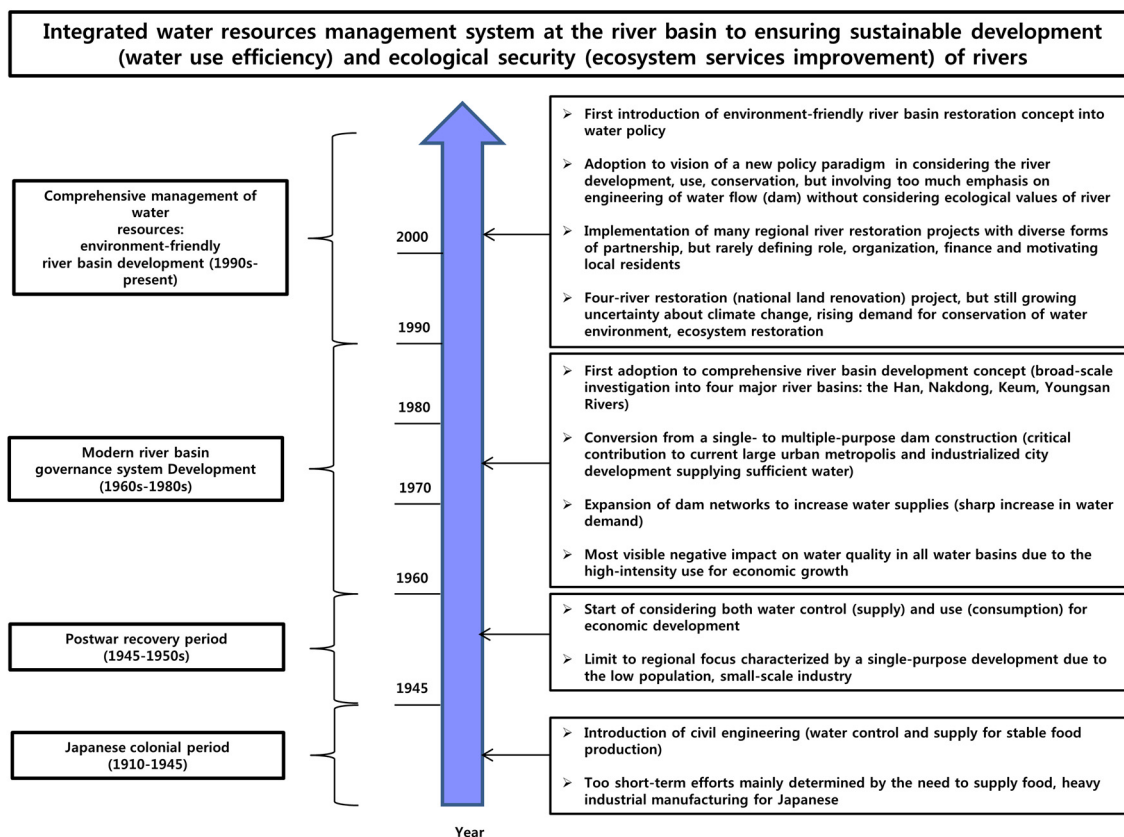 Integrated water resources management system at the river basin to ensuring sustainable development
(water use efficiency) and ecological security (ecosystem services improvement) of rivers
Comprehensive management of
water
resources:
environment-friendly
river basin development (1990s-
present)
Modern river basin
governance system Development
(1960s-1980s)
Postwar recovery period
(1945-1950s)
Japanese colonial period
(1910-1945)
2000
1990
1980
1970
1960
1945
Year
➢ First introduction of environment-friendly river basin restoration concept into
water policy
➢ Adoption to vision of a new policy paradigm in considering the river
development, use, conservation, but involving too much emphasis on
engineering of water flow (dam) without considering ecological values of river
➢ Implementation of many regional river restoration projects with diverse forms
of partnership, but rarely defining role, organization, finance and motivating
local residents
➢ Four-river restoration (national land renovation) project, but still growing
uncertainty about climate change, rising demand for conservation of water
environment, ecosystem restoration
➢ First adoption to comprehensive river basin development concept (broad-scale
investigation into four major river basins: the Han, Nakdong, Keum, Youngsan
Rivers)
➢ Conversion from a single- to multiple-purpose dam construction (critical
contribution to current large urban metropolis and industrialized city
development supplying sufficient water)
➢ Expansion of dam networks to increase water supplies (sharp increase in water
demand)
➢ Most visible negative impact on water quality in all water basins due to the
high-intensity use for economic growth
➢ Start of considering both water control (supply) and use (consumption) for
economic development
➢ Limit to regional focus characterized by a single-purpose development due to
the low population, small-scale industry
➢ Introduction of civil engineering (water control and supply for stable food
production)
➢ Too short-term efforts mainly determined by the need to supply food, heavy
industrial manufacturing for Japanese